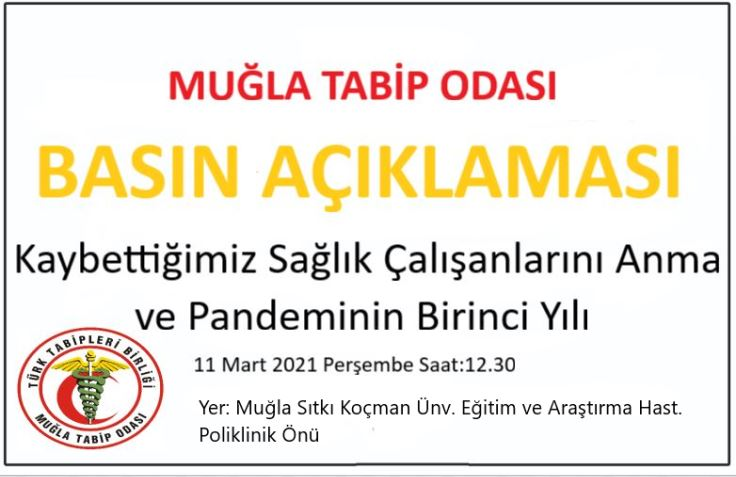 MUĞLA TABİP ODASI
BASIN AÇIKLAMASI
Kaybettiğimiz Sağlık Çalışanlarını Anma
ve Pandeminin Birinci Yılı
11 Mart 2021 Perşembe Saat:12.30
Yer: Muğla Sıtkı Koçman Ünv. Eğitim ve Araştırma Hast.
Poliklinik Önü
TÜRK TABİPLERİ BİRLİĞİ
MUĞLA TABİP ODASI